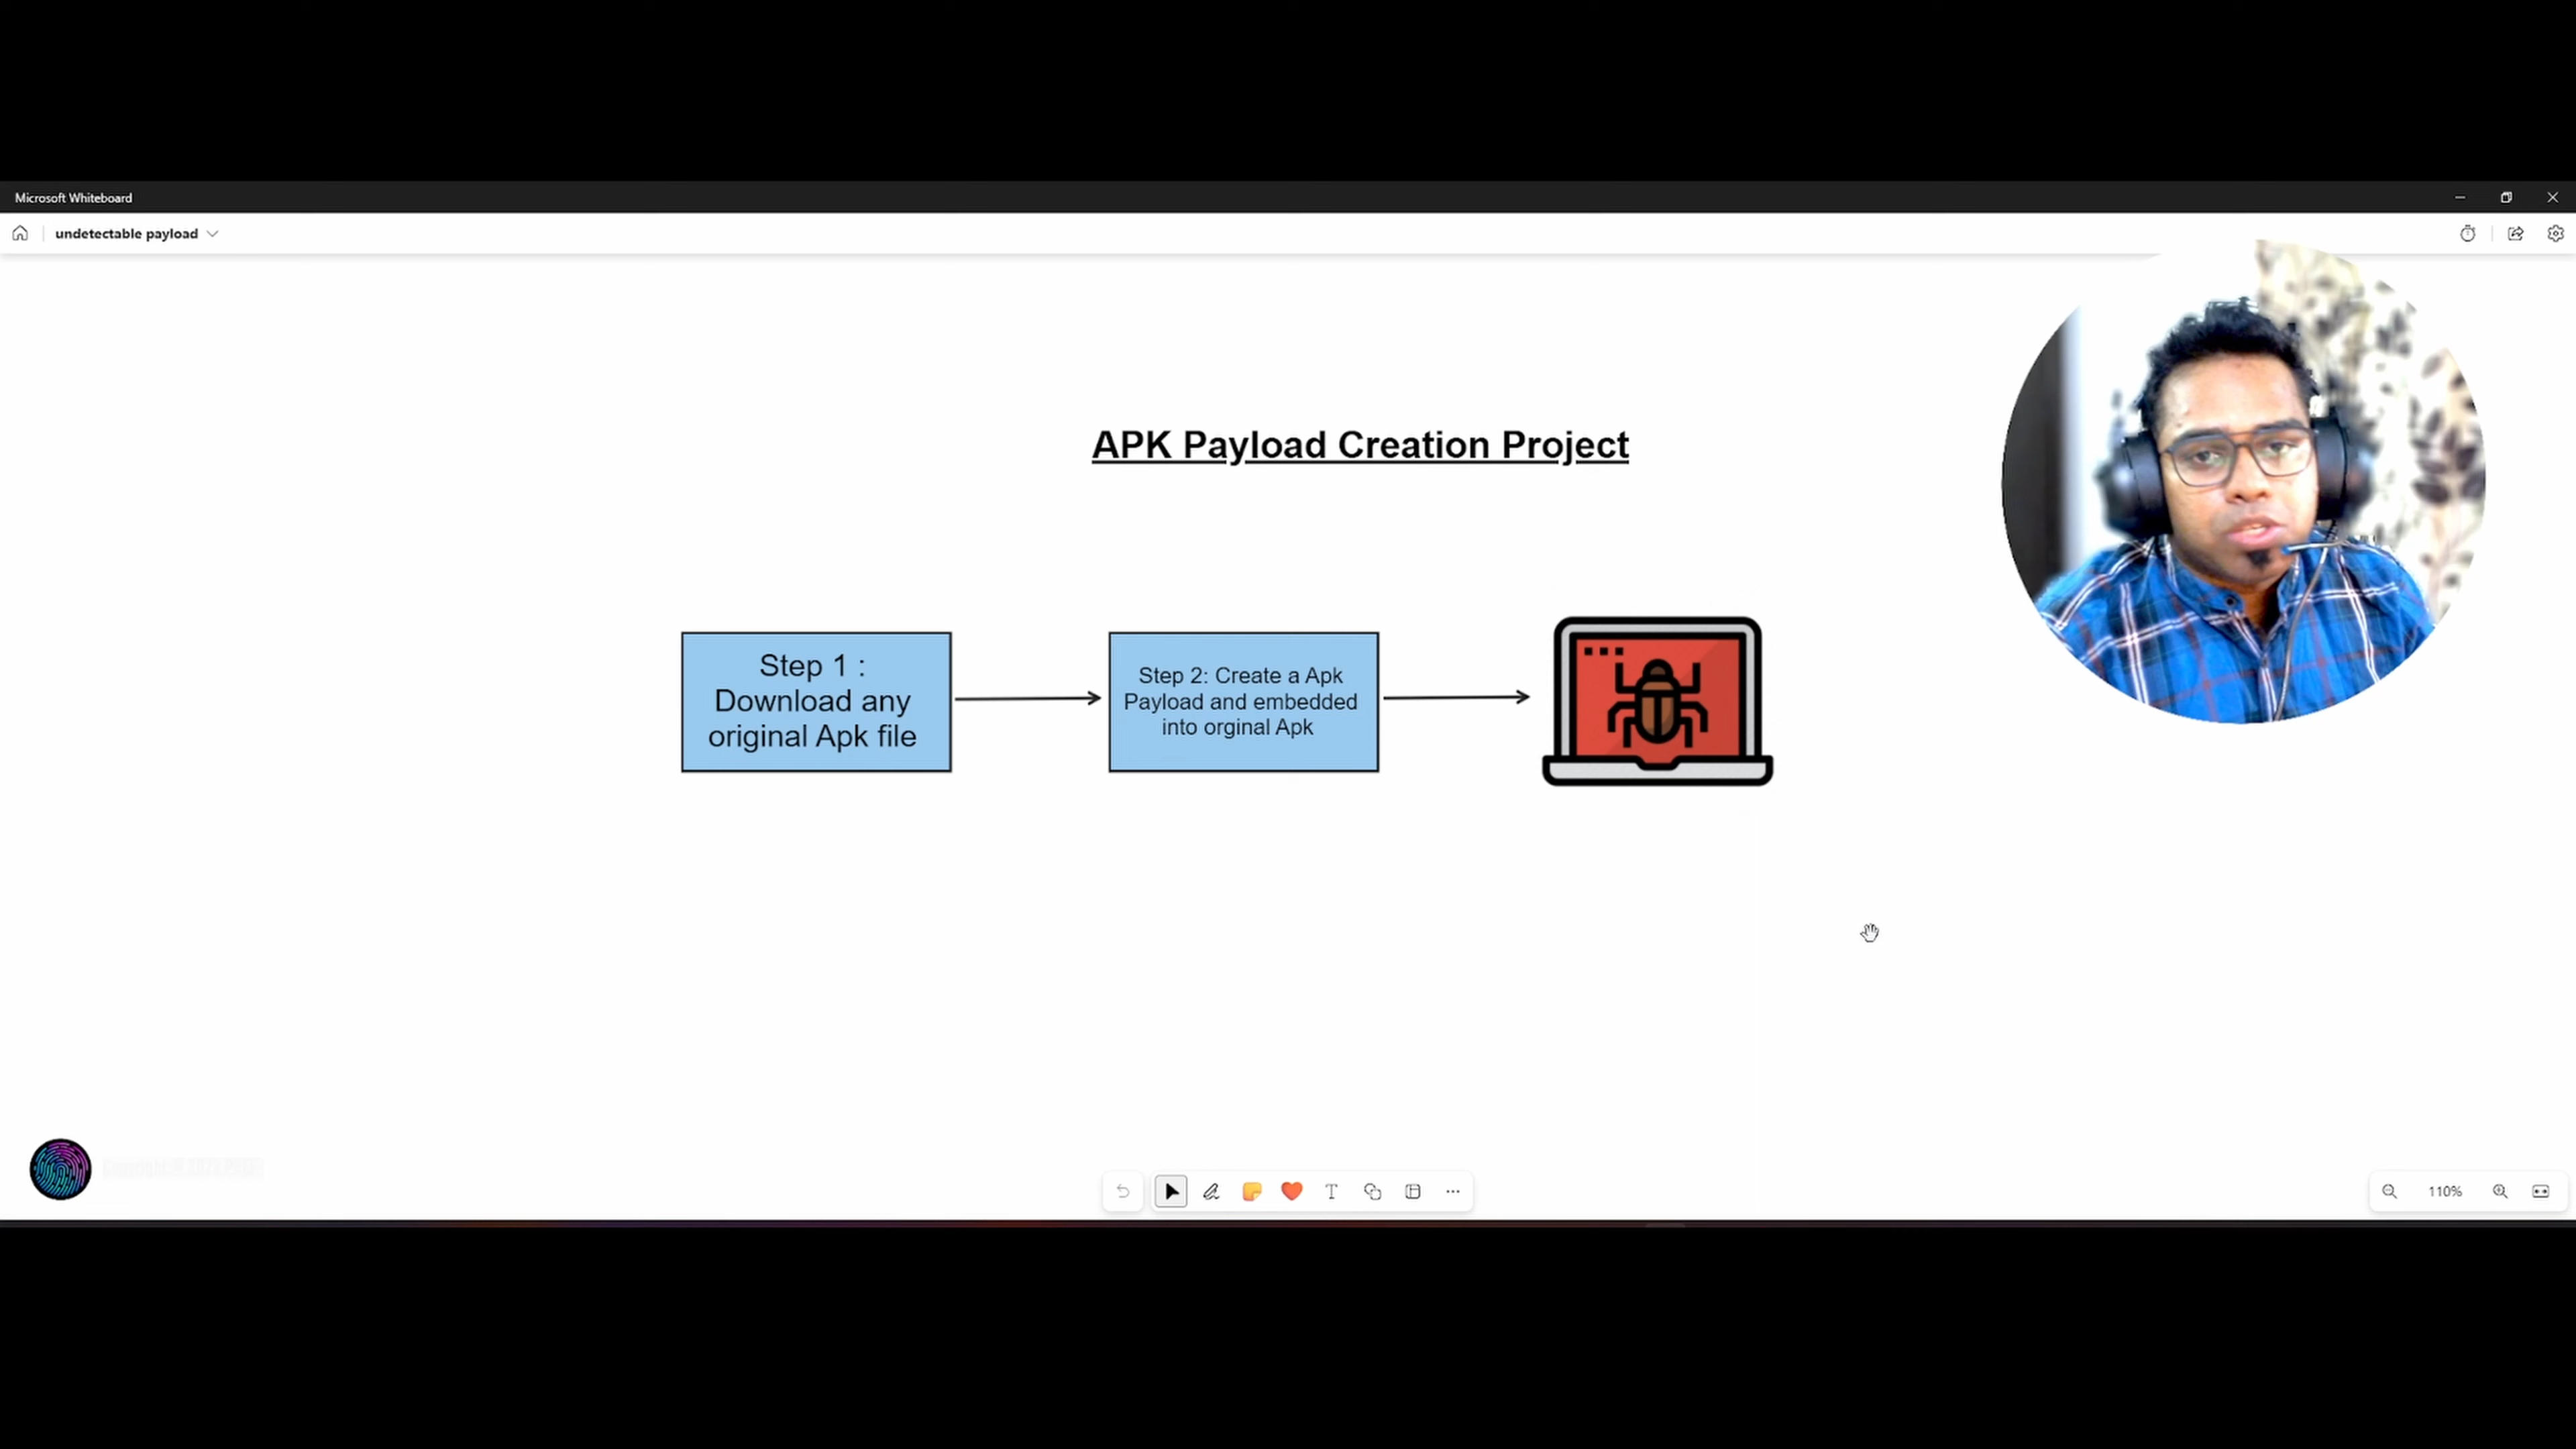 Microsoft Whiteboard
undetectable payload
APK Payload Creation Project
Step 1 :
Download any
original Apk file
Step 2: Create a Apk
Payload and embedded
into orginal Apk
110%